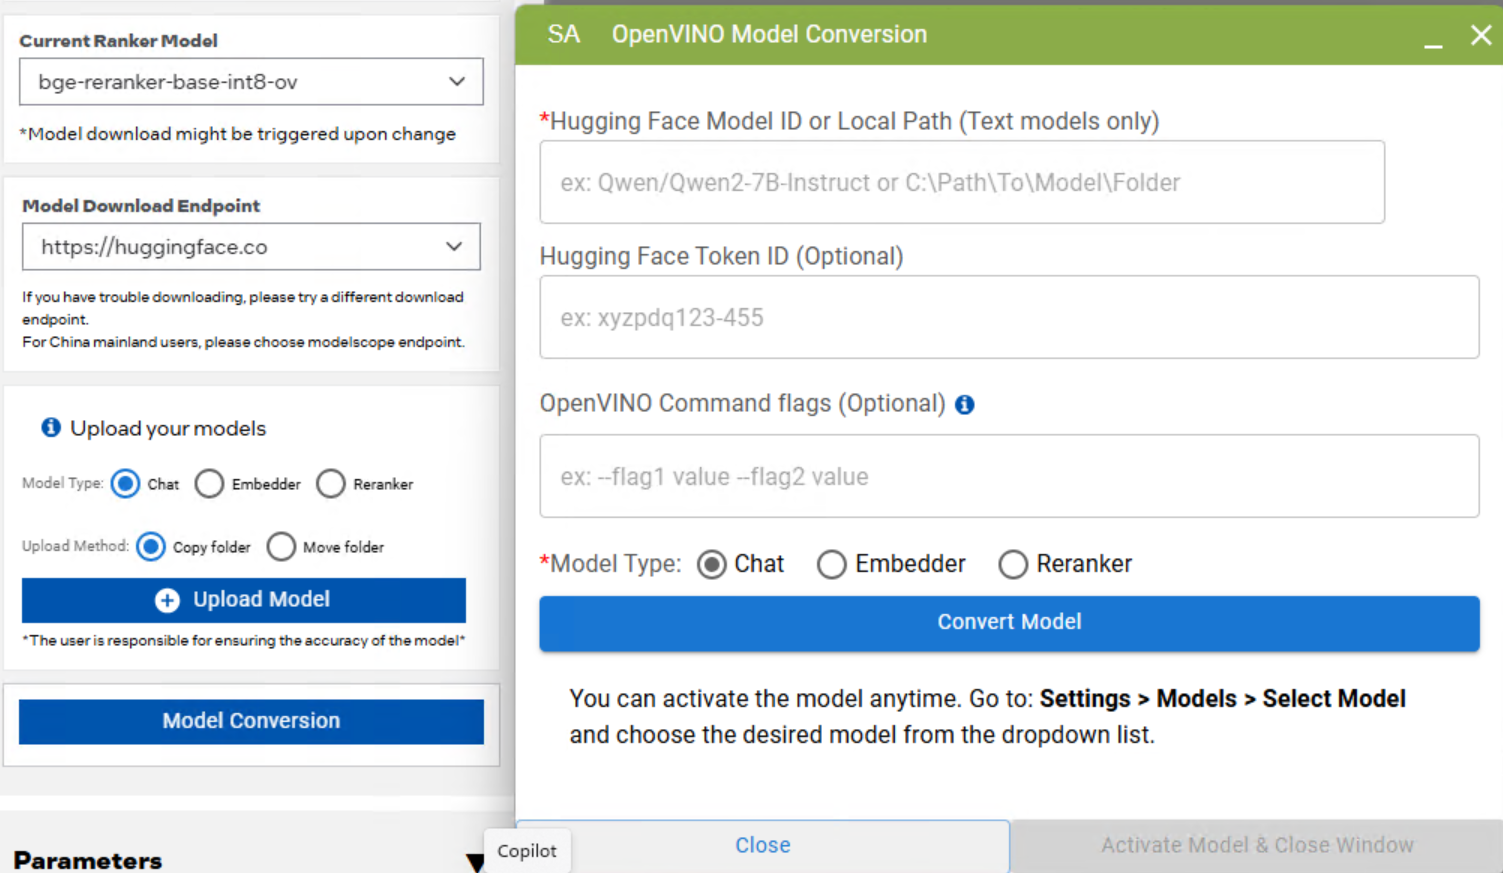 Current Ranker Model
bge-reranker-base-int8-ov
*Model download might be triggered upon change
Model Download Endpoint
https://huggingface.co
If you have trouble downloading, please try a different download
endpoint.
For China mainland users, please choose modelscope endpoint.
Upload your models
Model Type: Chat Embedder Reranker
Upload Method: Copy folder Move folder
Upload Model
*The user is responsible for ensuring the accuracy of the model*
Model Conversion
Parameters
Copilot
SA OpenVINO Model Conversion
*Hugging Face Model ID or Local Path (Text models only)
ex: Qwen/Qwen2-7B-Instruct or C:\Path\To\Model\Folder
Hugging Face Token ID (Optional)
ex: xyzpdq123-455
OpenVINO Command flags (Optional)
ex: --flag1 value --flag2 value
*Model Type: Chat Embedder Reranker
Convert Model
You can activate the model anytime. Go to: Settings > Models > Select Model
and choose the desired model from the dropdown list.
Close
Activate Model & Close Window